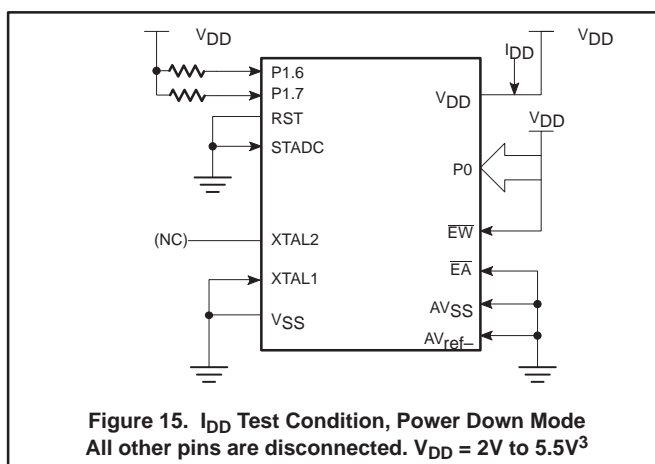 VDD
P1.6
P1.7
RST
STADC
(NC)
XTAL2
XTAL1
VSS
IDD
VDD
VDD
VDD
P0
EW
EA
AVSS
AVref–
Figure 15. IDD Test Condition, Power Down Mode
All other pins are disconnected. VDD = 2V to 5.5V3